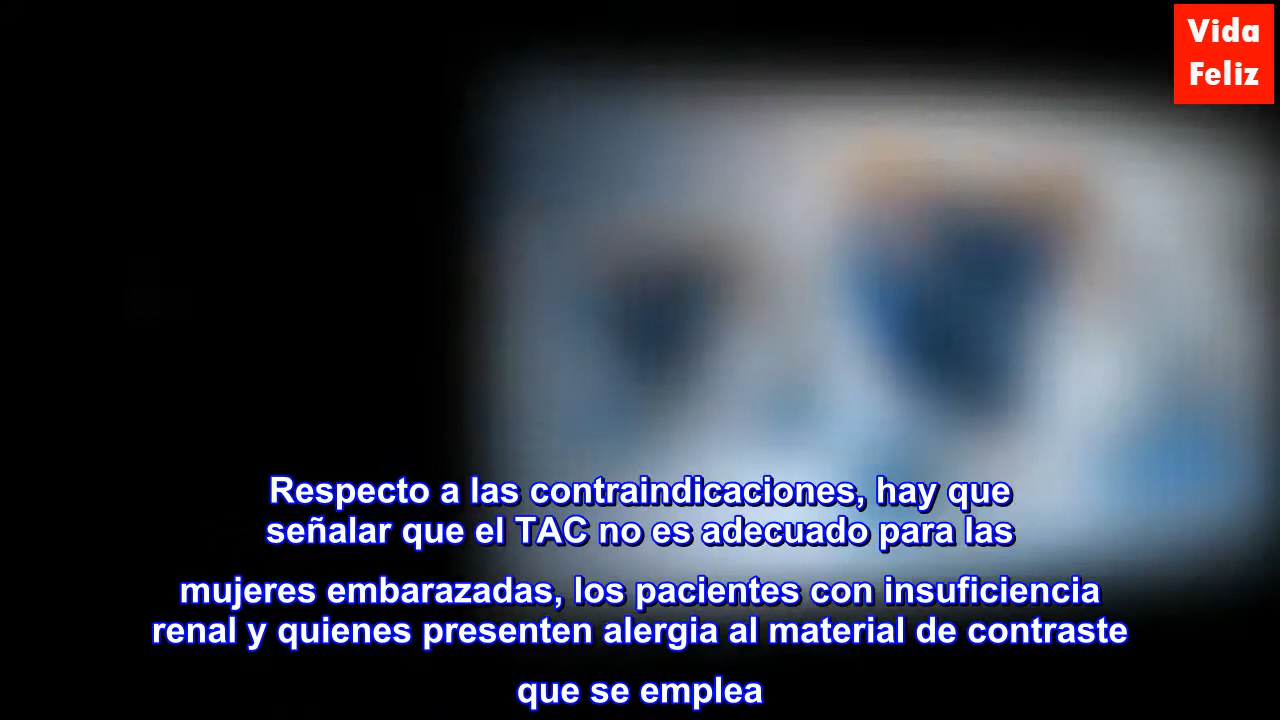 Vida
Feliz
Respecto a las contraindicaciones, hay que
señalar que el TAC no es adecuado para las
mujeres embarazadas, los pacientes con insuficiencia
renal y quienes presenten alergia al material de contraste
que se emplea